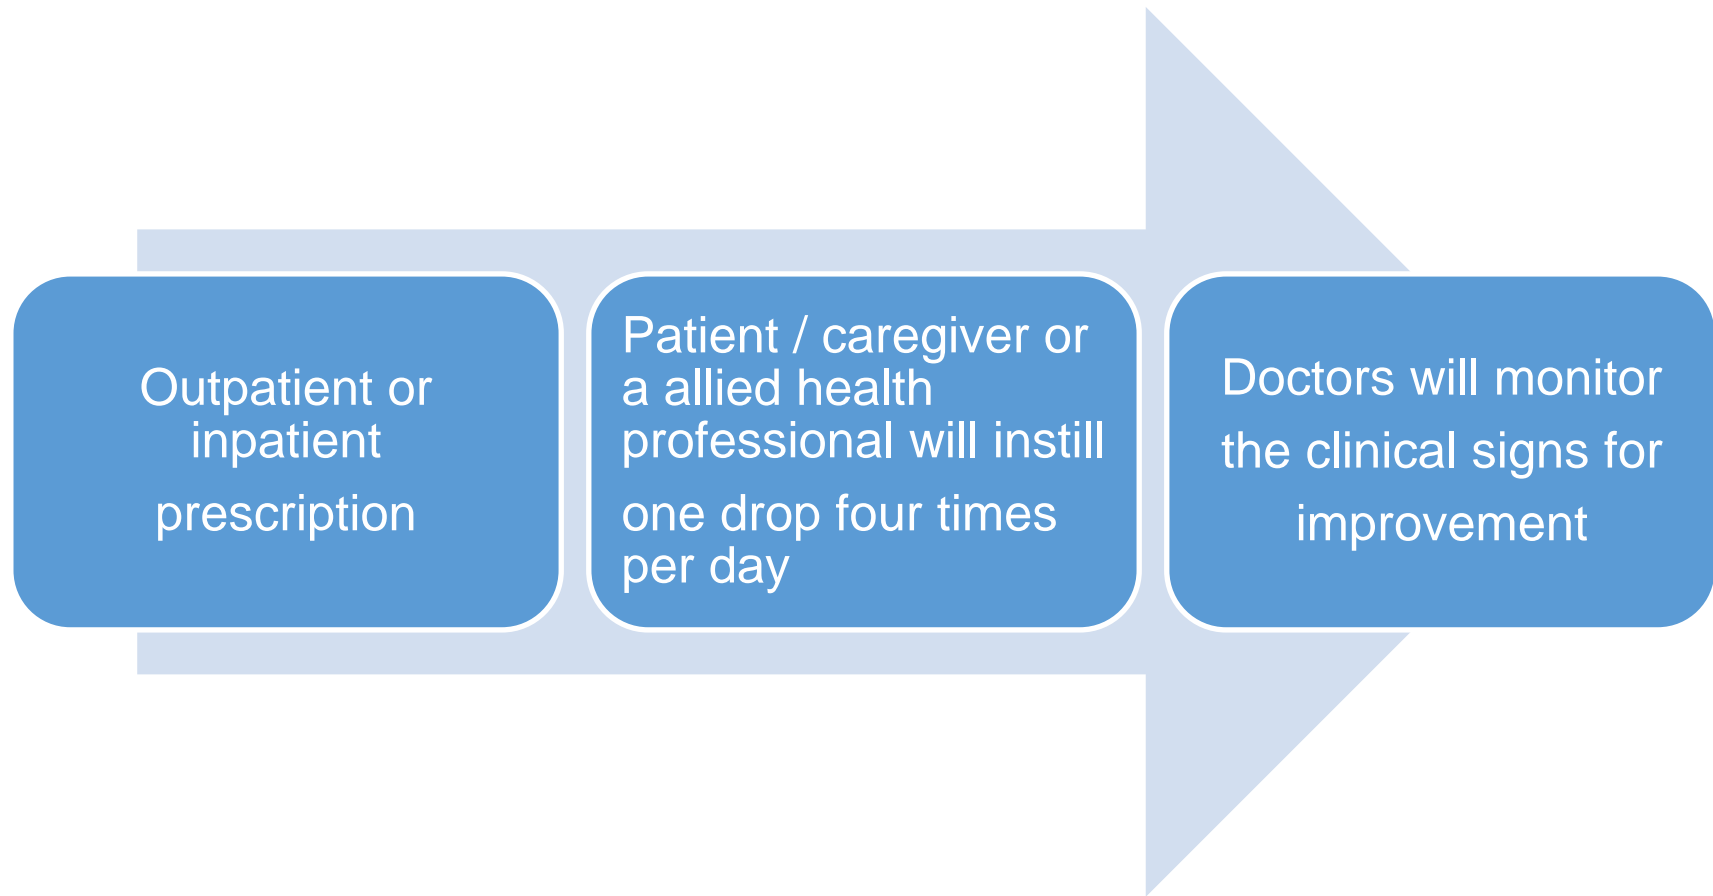 Outpatient or
inpatient
prescription
Patient / caregiver or
a allied health
professional will instill
one drop four times
per day
Doctors will monitor
the clinical signs for
improvement